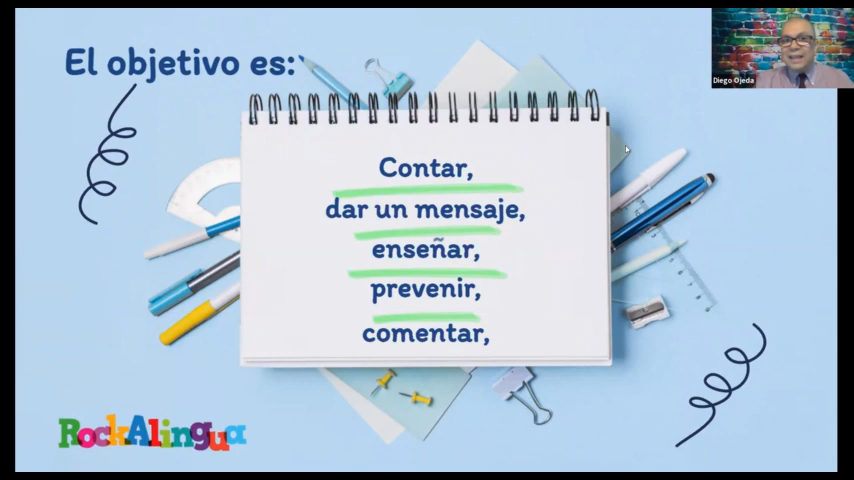 El objetivo es:
Diego Ojeda
Contar,
dar un mensaje,
enseñar,
prevenir,
comentar,
RockALingua